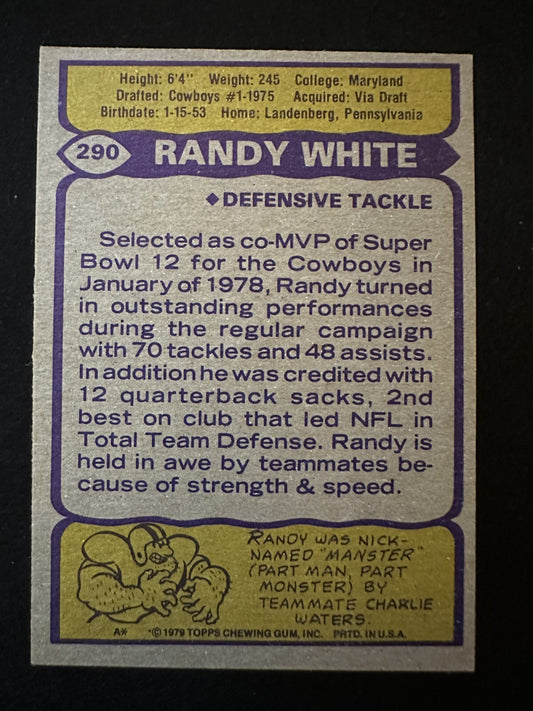 Height: 6'4" Weight: 245 College: Maryland
Drafted: Cowboys #1-1975 Acquired: Via Draft
Birthdate: 1-15-53 Home: Landenberg, Pennsylvania
290 RANDY WHITE
◆DEFENSIVE TACKLE
Selected as co-MVP of Super
Bowl 12 for the Cowboys in
January of 1978, Randy turned
in outstanding performances
during the regular campaign
with 70 tackles and 48 assists.
In addition he was credited with
12 quarterback sacks, 2nd
best on club that led NFL in
Total Team Defense. Randy is
held in awe by teammates be-
cause of strength & speed.
RANDY WAS NICK-
NAMED "MANSTER"
(PART MAN, PART
MONSTER) BY
TEAMMATE CHARLIE
WATERS.
A* *© 1979 TOPPS CHEWING GUM, INC. PRTD. IN U.S.A.